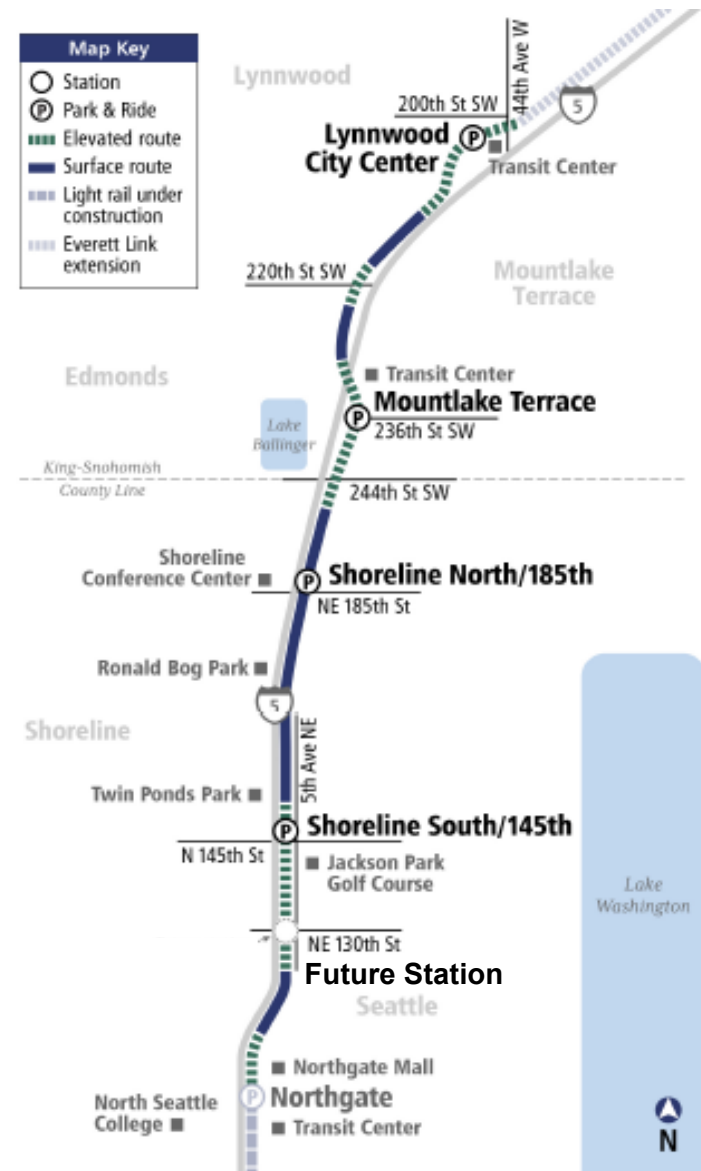 Map Key
Station
P Park & Ride
Elevated route
Surface route
Light rail under
construction
Everett Link
extension
Lynnwood
44th Ave W
200th St SW
5
Lynnwood
City Center
P
Transit Center
220th St SW
Mountlake
Terrace
Edmonds
Transit Center
Mountlake Terrace
P
236th St SW
Lake
Ballinger
King-Snohomish
County Line
244th St SW
Shoreline
Conference Center
P
Shoreline North/185th
NE 185th St
Ronald Bog Park
5
Shoreline
5th Ave NE
Twin Ponds Park
P
Shoreline South/145th
N 145th St
Jackson Park
Golf Course
Lake
Washington
NE 130th St
Future Station
Seattle
Northgate Mall
P
Northgate
North Seattle
College
Transit Center
N